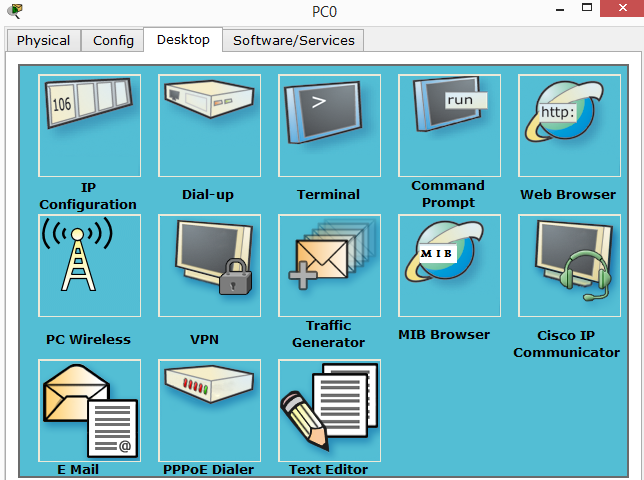 PC0
Physical Config Desktop Software/Services
106
>
run
http:
IP
Configuration
Dial-up
Terminal
Command
Prompt
Web Browser
MIB
PC Wireless
VPN
Traffic
Generator
MIB Browser
Cisco IP
Communicator
@
E Mail
PPPoE Dialer
Text Editor